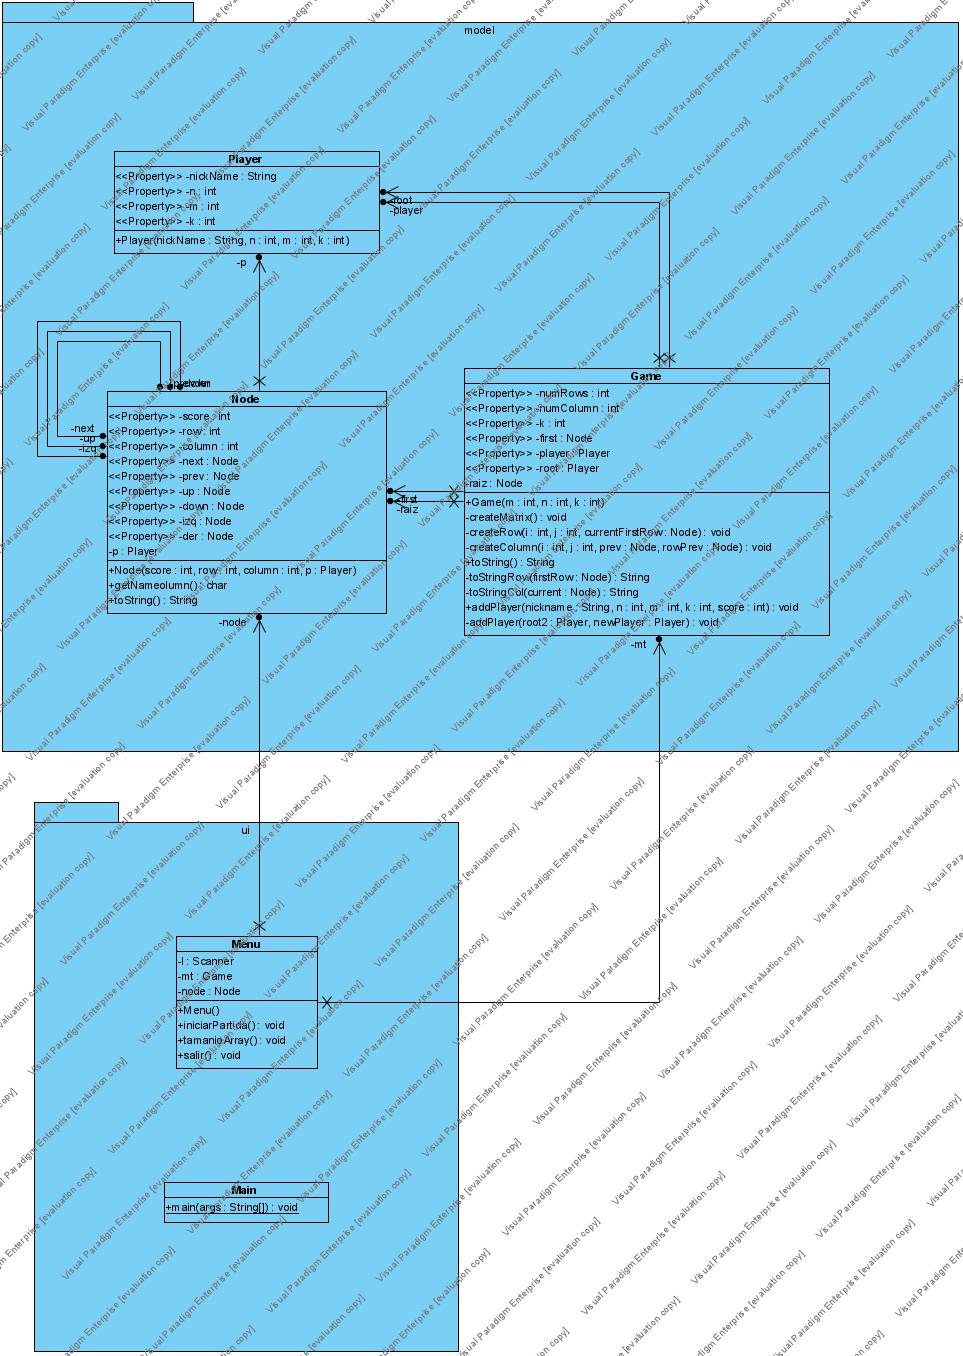 model
Player
<<Property>> -nickName : String
<<Property>> -n : int
<<Property>> -m : int
<<Property>> -k : int
+Player(nickName : String, n : int, m : int, k : int)
-root
-player
-p
Node
<<Property>> -score : int
<<Property>> -row : int
<<Property>> -column : int
<<Property>> -next : Node
<<Property>> -prev : Node
<<Property>> -up : Node
<<Property>> -down : Node
<<Property>> -izq : Node
<<Property>> -der : Node
-p : Player
+Node(score : int, row : int, column : int, p : Player)
+getNameolumn() : char
+toString() : String
-next
-up
-izq
Game
<<Property>> -numRows : int
<<Property>> -numColumn : int
<<Property>> -k : int
<<Property>> -first : Node
<<Property>> -player : Player
<<Property>> -root : Player
-raiz : Node
+Game(m : int, n : int, k : int)
-createMatrix() : void
-createRow(i : int, j : int, currentFirstRow : Node) : void
-createColumn(i : int, j : int, prev : Node, rowPrev : Node) : void
+toString() : String
-toStringRow(firstRow : Node) : String
-toStringCol(current : Node) : String
+addPlayer(nickname : String, n : int, m : int, k : int, score : int) : void
-addPlayer(root2 : Player, newPlayer : Player) : void
-first
-raiz
-node
-mt
ui
Menu
-l : Scanner
-mt : Game
-node : Node
+Menu()
+iniciarPartida() : void
+tamanioArray() : void
+salir() : void
Main
+main(args : String[]) : void
Visual Paradigm Enterprise [evaluation copy]